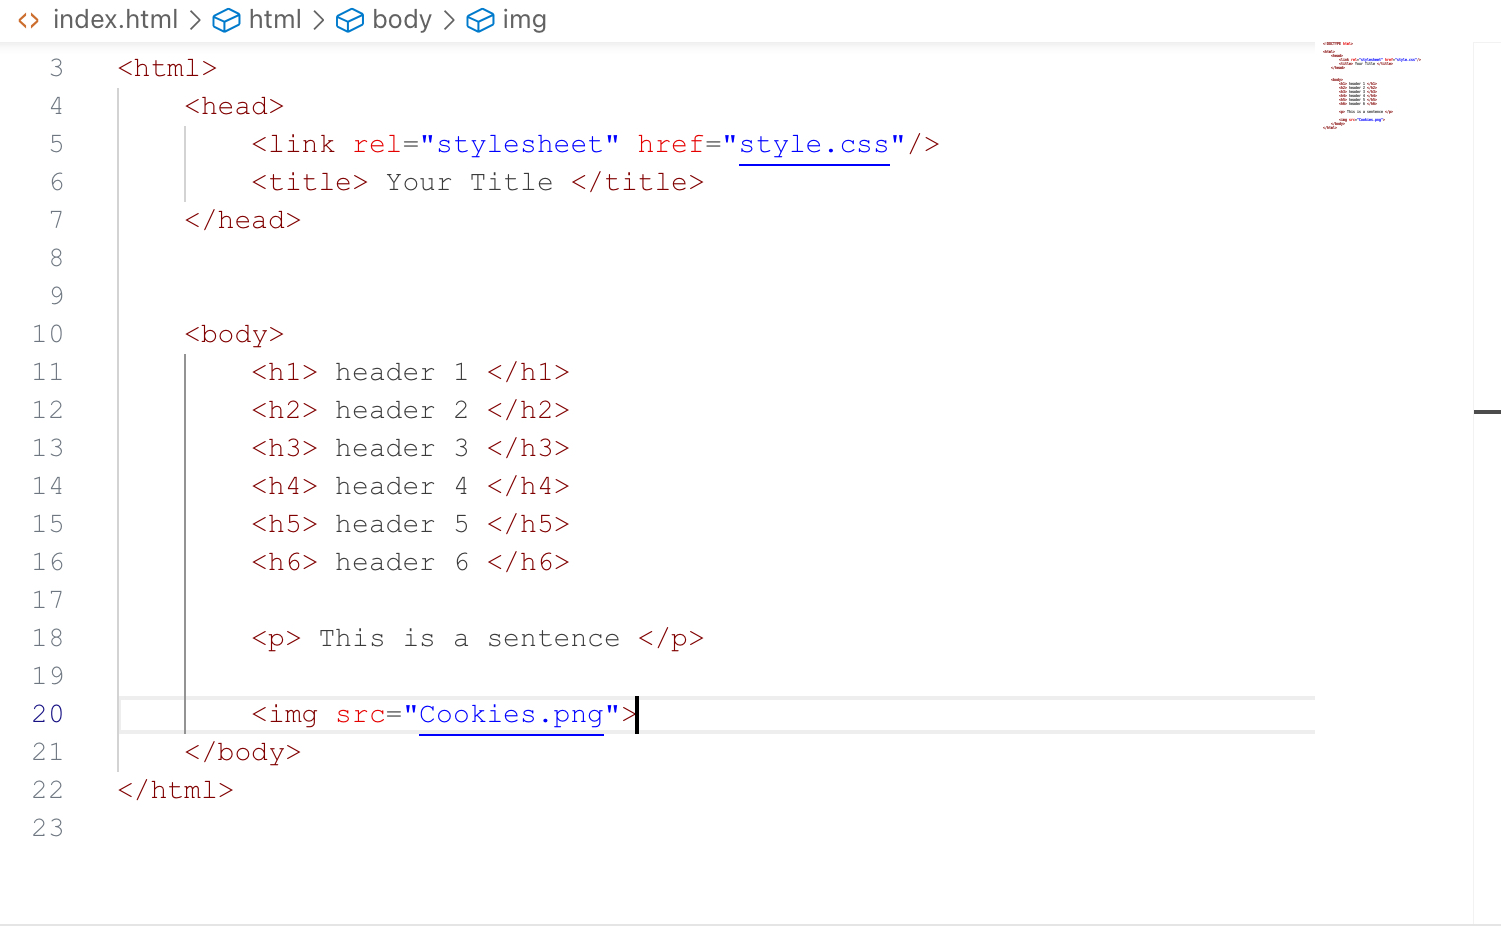 index.html > html > body > img
3 <html>
4 <head>
5 <link rel="stylesheet" href="style.css"/>
6 <title> Your Title </title>
7 </head>
8
9
10 <body>
11 <h1> header 1 </h1>
12 <h2> header 2 </h2>
13 <h3> header 3 </h3>
14 <h4> header 4 </h4>
15 <h5> header 5 </h5>
16 <h6> header 6 </h6>
17
18 <p> This is a sentence </p>
19
20 <img src="Cookies.png">
21 </body>
22 </html>
23